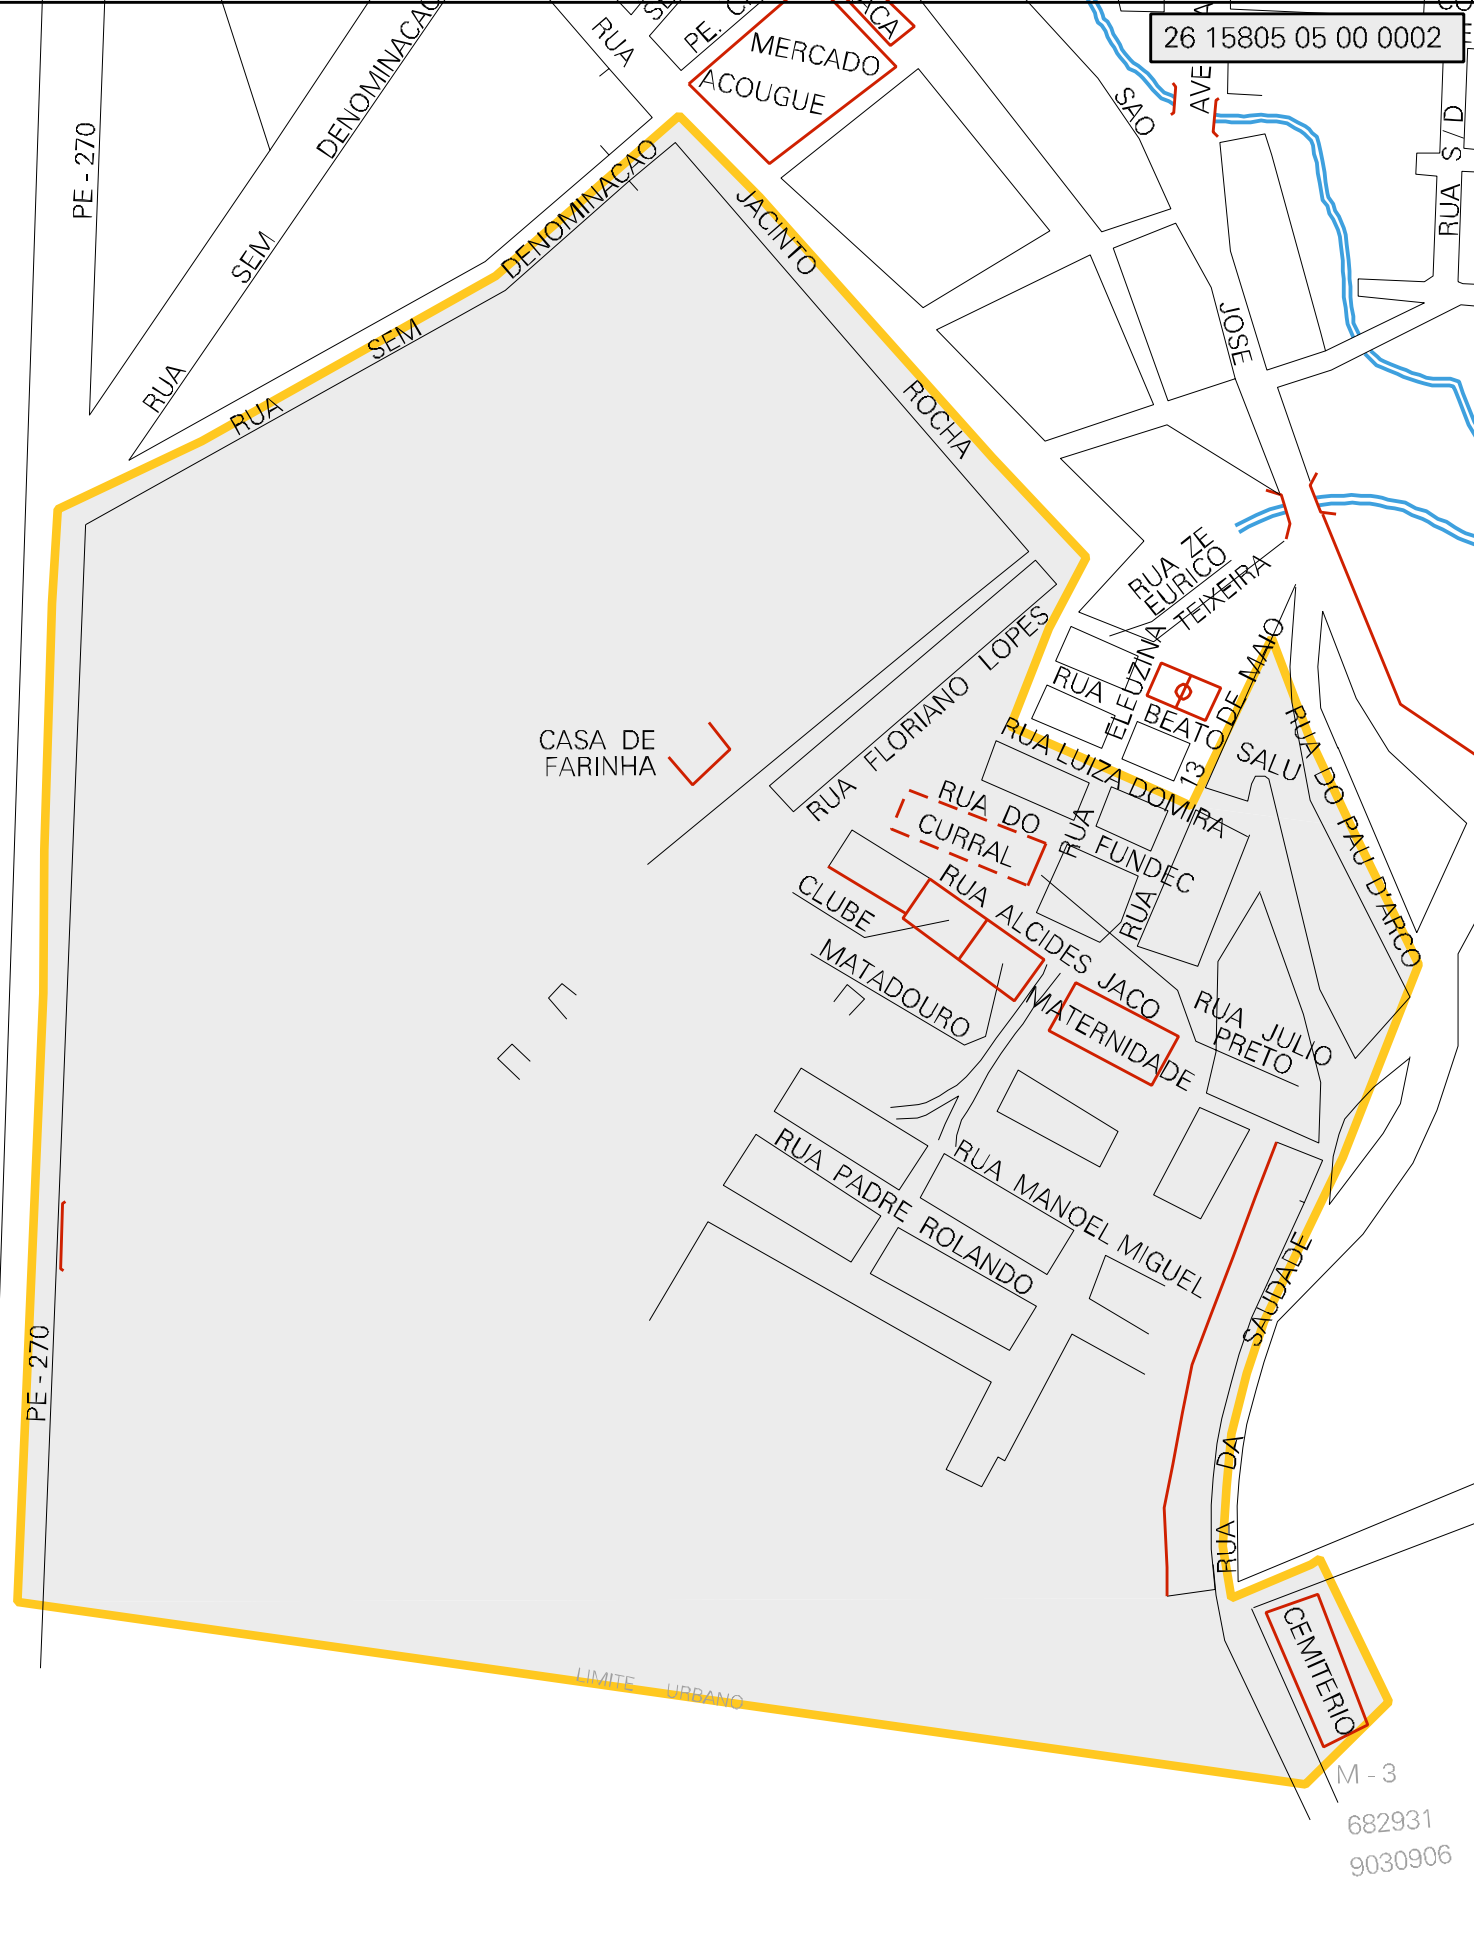 26 15805 05 00 0002
RUA
PE.
ACA
MERCADO
ACOUGUE
SAO
AVE
RUA S/D
PE - 270
RUA SEM DENOMINACAO
RUA SEM DENOMINACAO
JACINTO ROCHA
JOSE
RUA ZE
EURICO
TEIXEIRA
RUA BEATO
ELEUZINA
13 DE MAIO
SALU
RUA DO PAU D'ARCO
RUA LUIZA DOMIRA
RUA FLORIANO LOPES
CASA DE
FARINHA
RUA DO
CURRAL
RUA
FUNDEC
RUA
CLUBE
RUA ALCIDES JACO
MATADOURO
MATERNIDADE
RUA JULIO
PRETO
RUA PADRE ROLANDO
RUA MANOEL MIGUEL
RUA DA SAUDADE
PE - 270
LIMITE URBANO
CEMITERIO
M - 3
682931
9030906